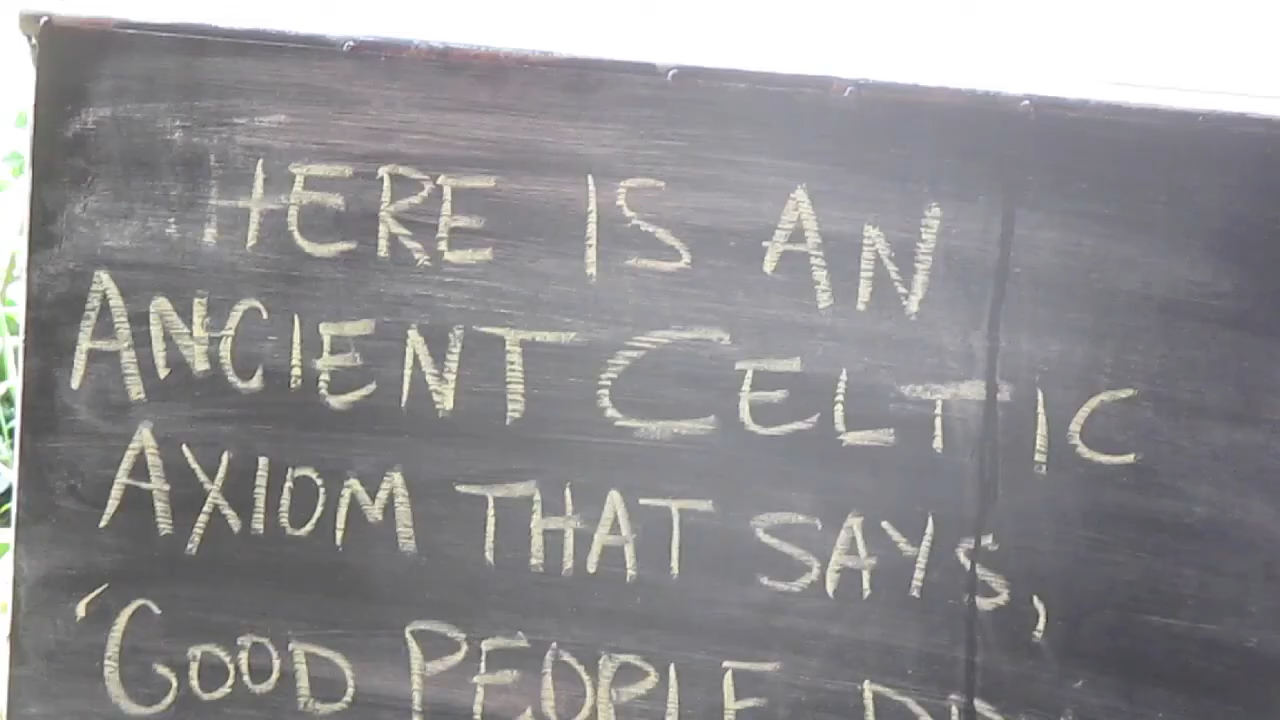 HERE IS AN
ANCIENT CELTIC
AXIOM THAT SAYS,
'GOOD PEOPLE